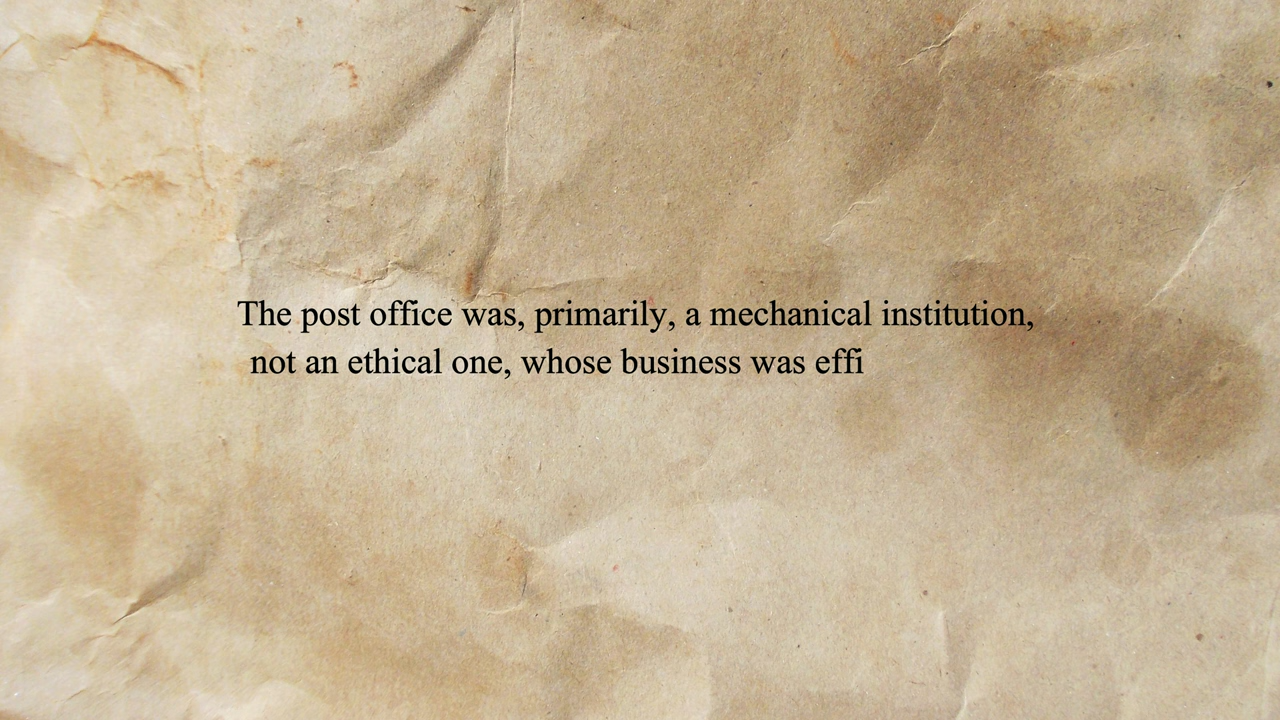 The post office was, primarily, a mechanical institution,
not an ethical one, whose business was effi